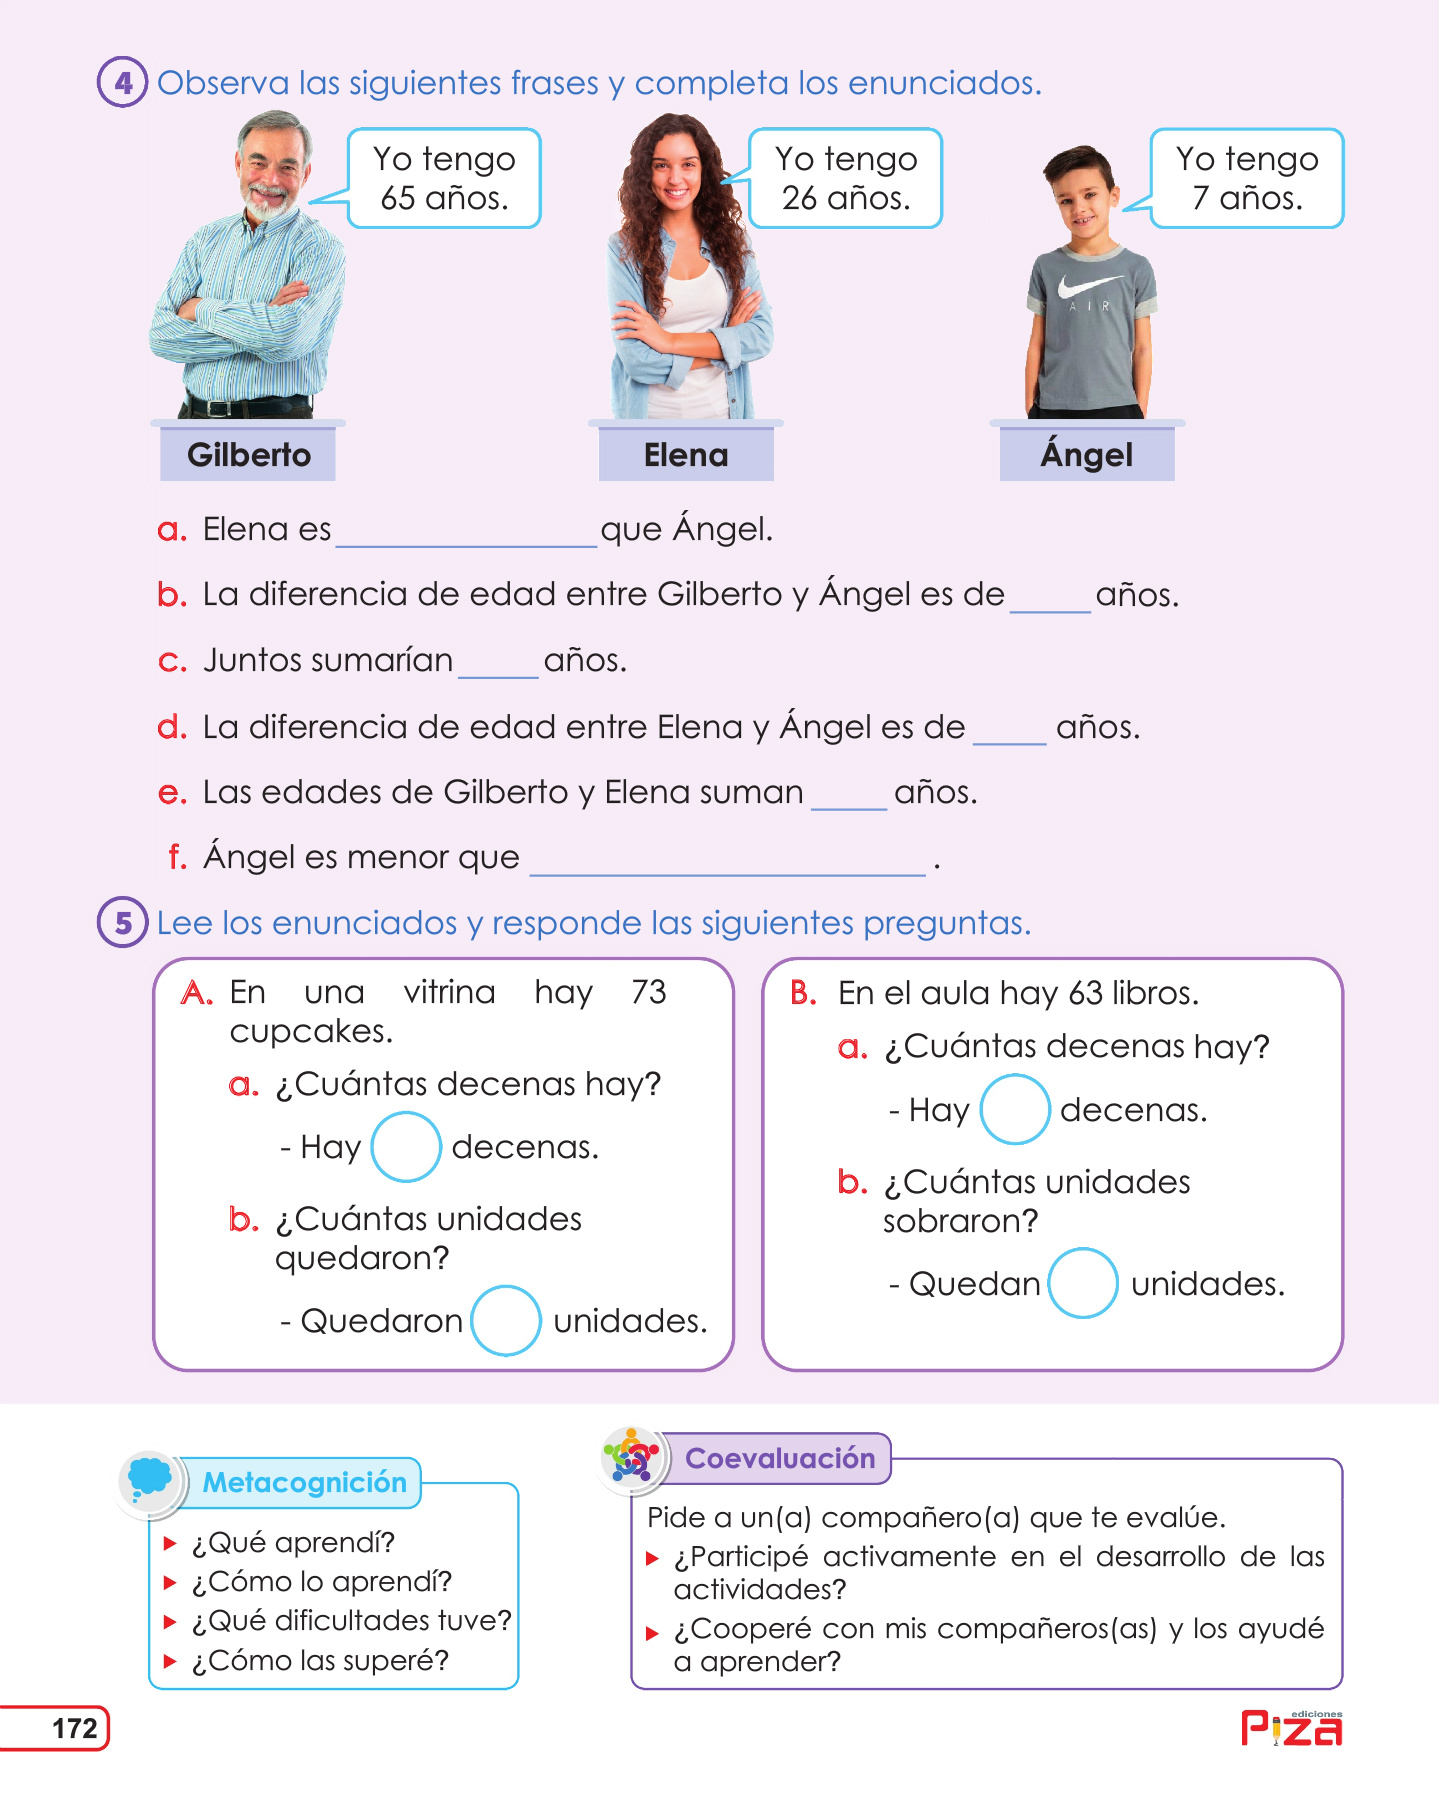 4 Observa las siguientes frases y completa los enunciados.
Yo tengo
65 años.
Yo tengo
26 años.
Yo tengo
7 años.
AIR
Gilberto
Elena
Ángel
a. Elena es ________ que Ángel.
b. La diferencia de edad entre Gilberto y Ángel es de ____ años.
c. Juntos sumarían ____ años.
d. La diferencia de edad entre Elena y Ángel es de ____ años.
e. Las edades de Gilberto y Elena suman ____ años.
f. Ángel es menor que ____________ .
5 Lee los enunciados y responde las siguientes preguntas.
A. En una vitrina hay 73
cupcakes.
a. ¿Cuántas decenas hay?
- Hay decenas.
b. ¿Cuántas unidades
quedaron?
- Quedaron unidades.
B. En el aula hay 63 libros.
a. ¿Cuántas decenas hay?
- Hay decenas.
b. ¿Cuántas unidades
sobraron?
- Quedan unidades.
Metacognición
¿Qué aprendí?
¿Cómo lo aprendí?
¿Qué dificultades tuve?
¿Cómo las superé?
Coevaluación
Pide a un(a) compañero(a) que te evalúe.
¿Participé activamente en el desarrollo de las
actividades?
¿Cooperé con mis compañeros(as) y los ayudé
a aprender?
172
ediciones
Piza